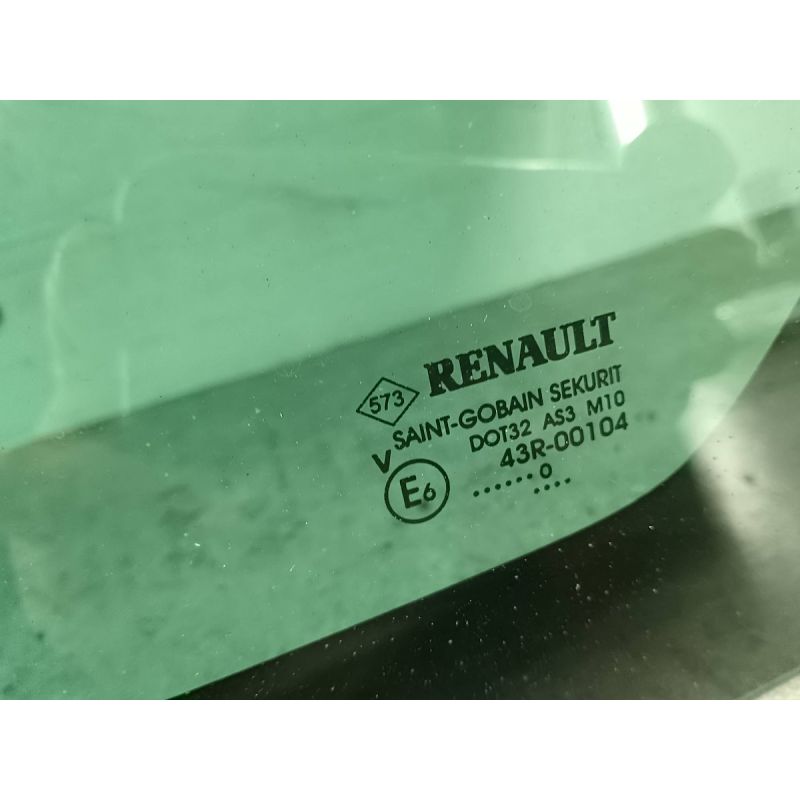 RENAULT
573
SAINT-GOBAIN SEKURIT
V
DOT32 AS3 M10
E6
43R-00104
......0
....